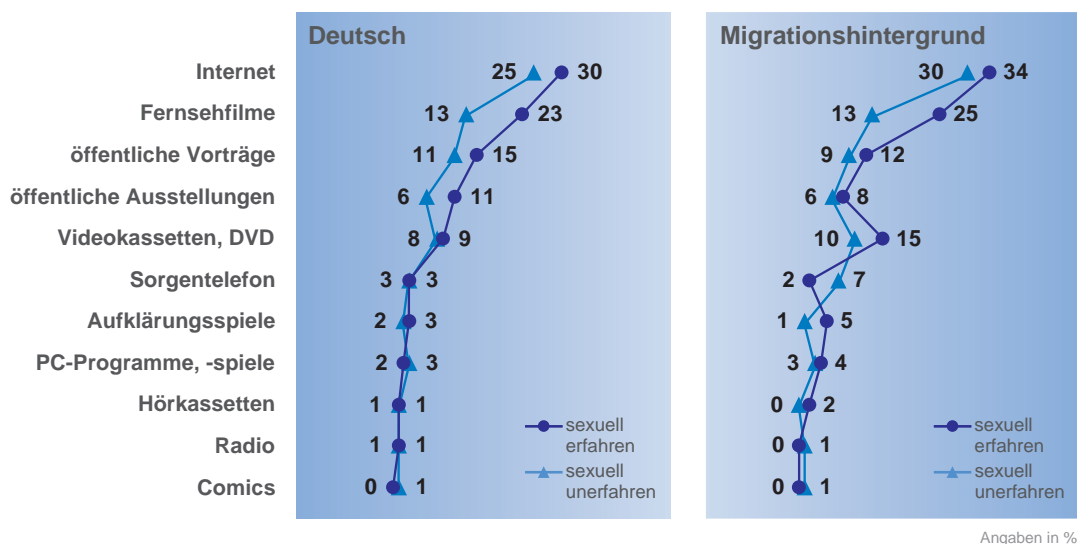 Deutsch Migrationshintergrund
Internet 25 30 30 34
Fernsehfilme 13 23 13 25
öffentliche Vorträge 11 15 9 12
öffentliche Ausstellungen 6 11 6 8
Videokassetten, DVD 8 9 10 15
Sorgentelefon 3 3 2 7
Aufklärungsspiele 2 3 1 5
PC-Programme, -spiele 2 3 3 4
Hörkassetten 1 1 0 2
Radio 1 1 0 1
Comics 0 1 0 1
sexuell
erfahren
sexuell
unerfahren
sexuell
erfahren
sexuell
unerfahren
Angaben in %